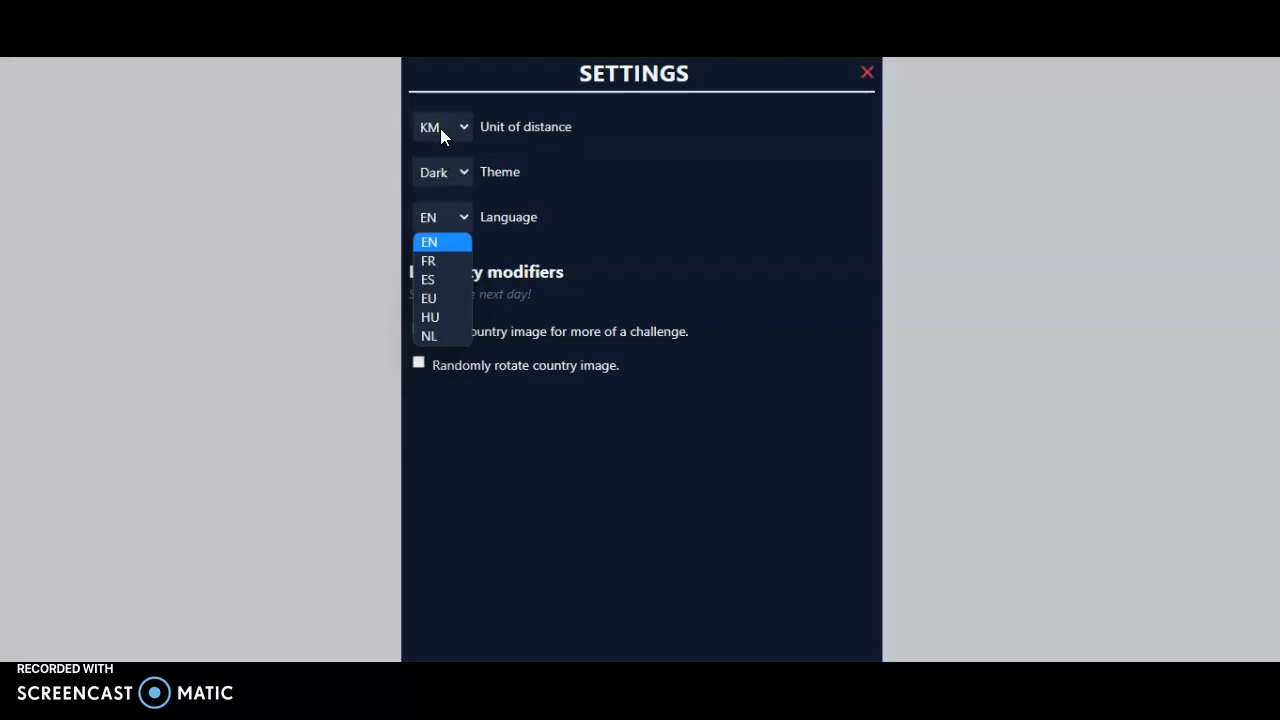 SETTINGS
KM Unit of distance
Dark Theme
EN Language
EN
FR
ES
EU
HU
NL
modifiers
next day!
country image for more of a challenge.
Randomly rotate country image.
RECORDED WITH
SCREENCAST MATIC